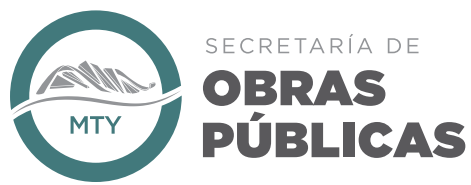 MTY
SECRETARÍA DE
OBRAS
PÚBLICAS